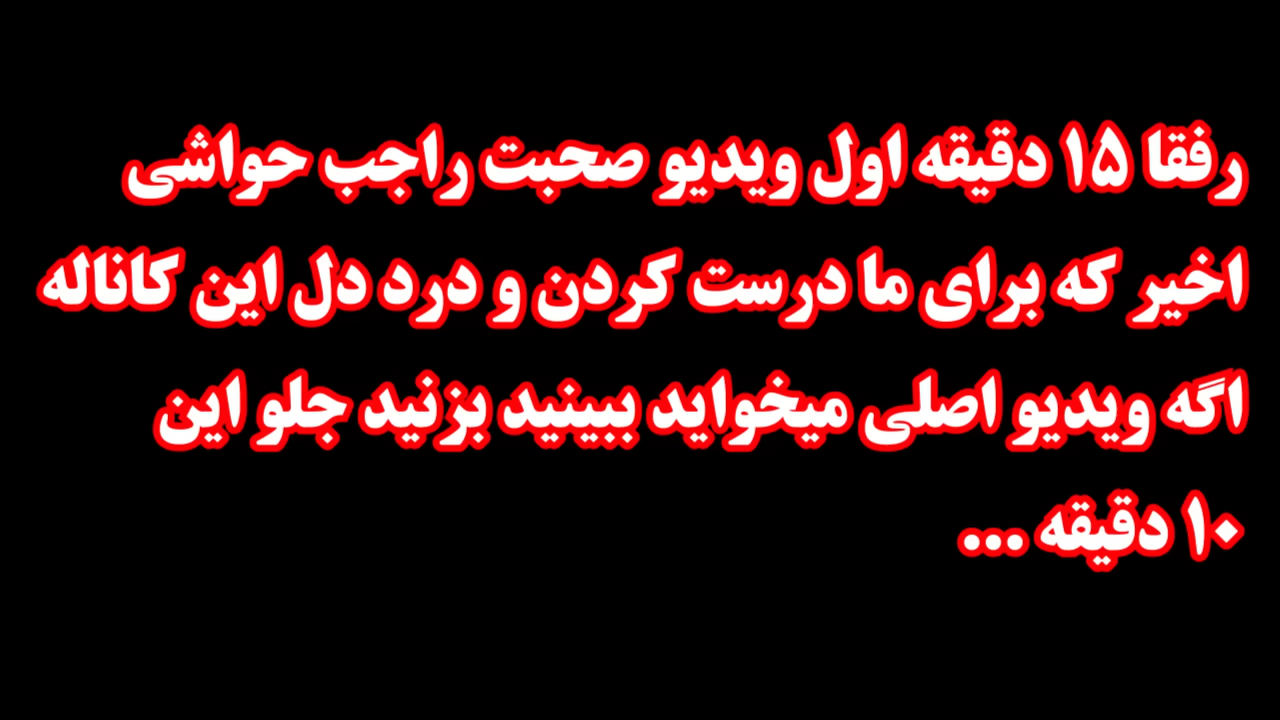 رفقا ۱۵ دقیقه اول ویدیو صحبت راجب حواشی
اخیر که برای ما درست کردن و درد دل این کاناله
اگه ویدیو اصلی میخواید ببینید بزنید جلو این
۱۰ دقیقه ...